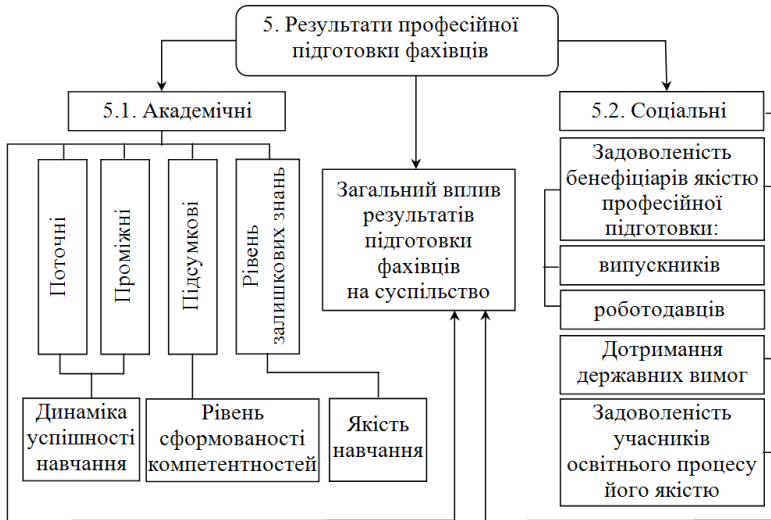 5. Результати професійної
підготовки фахівців
5.1. Академічні
5.2. Соціальні
Поточні
Проміжні
Підсумкові
Рівень
залишкових знань
Загальний вплив
результатів
підготовки
фахівців
на суспільство
Задоволеність
бенефіціарів якістю
професійної
підготовки:
випускників
роботодавців
Дотримання
державних вимог
Динаміка
успішності
навчання
Рівень
сформованості
компетентностей
Якість
навчання
Задоволеність
учасників
освітнього процесу
його якістю